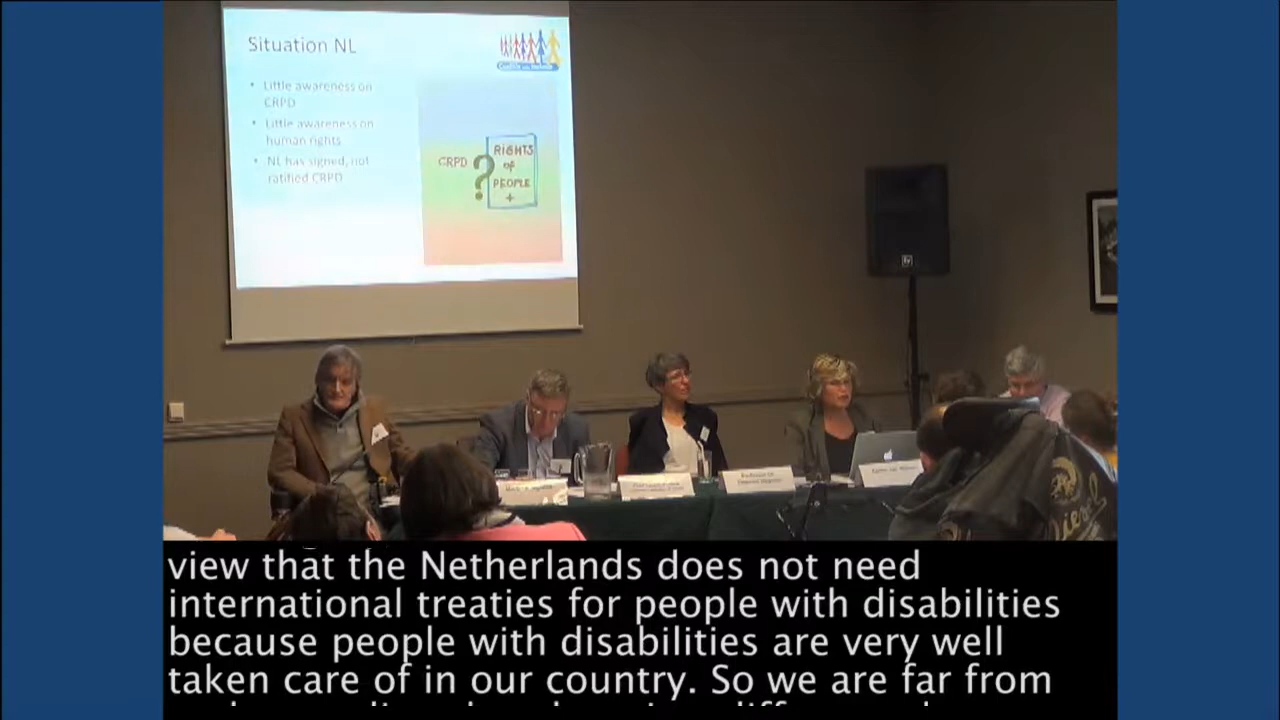 Situation NL
• Little awareness on
CRPD
• Little awareness on
human rights
• NL has signed, not
ratified CRPD
CRPD
?
RIGHTS
of
PEOPLE
+
view that the Netherlands does not need
international treaties for people with disabilities
because people with disabilities are very well
taken care of in our country. So we are far from